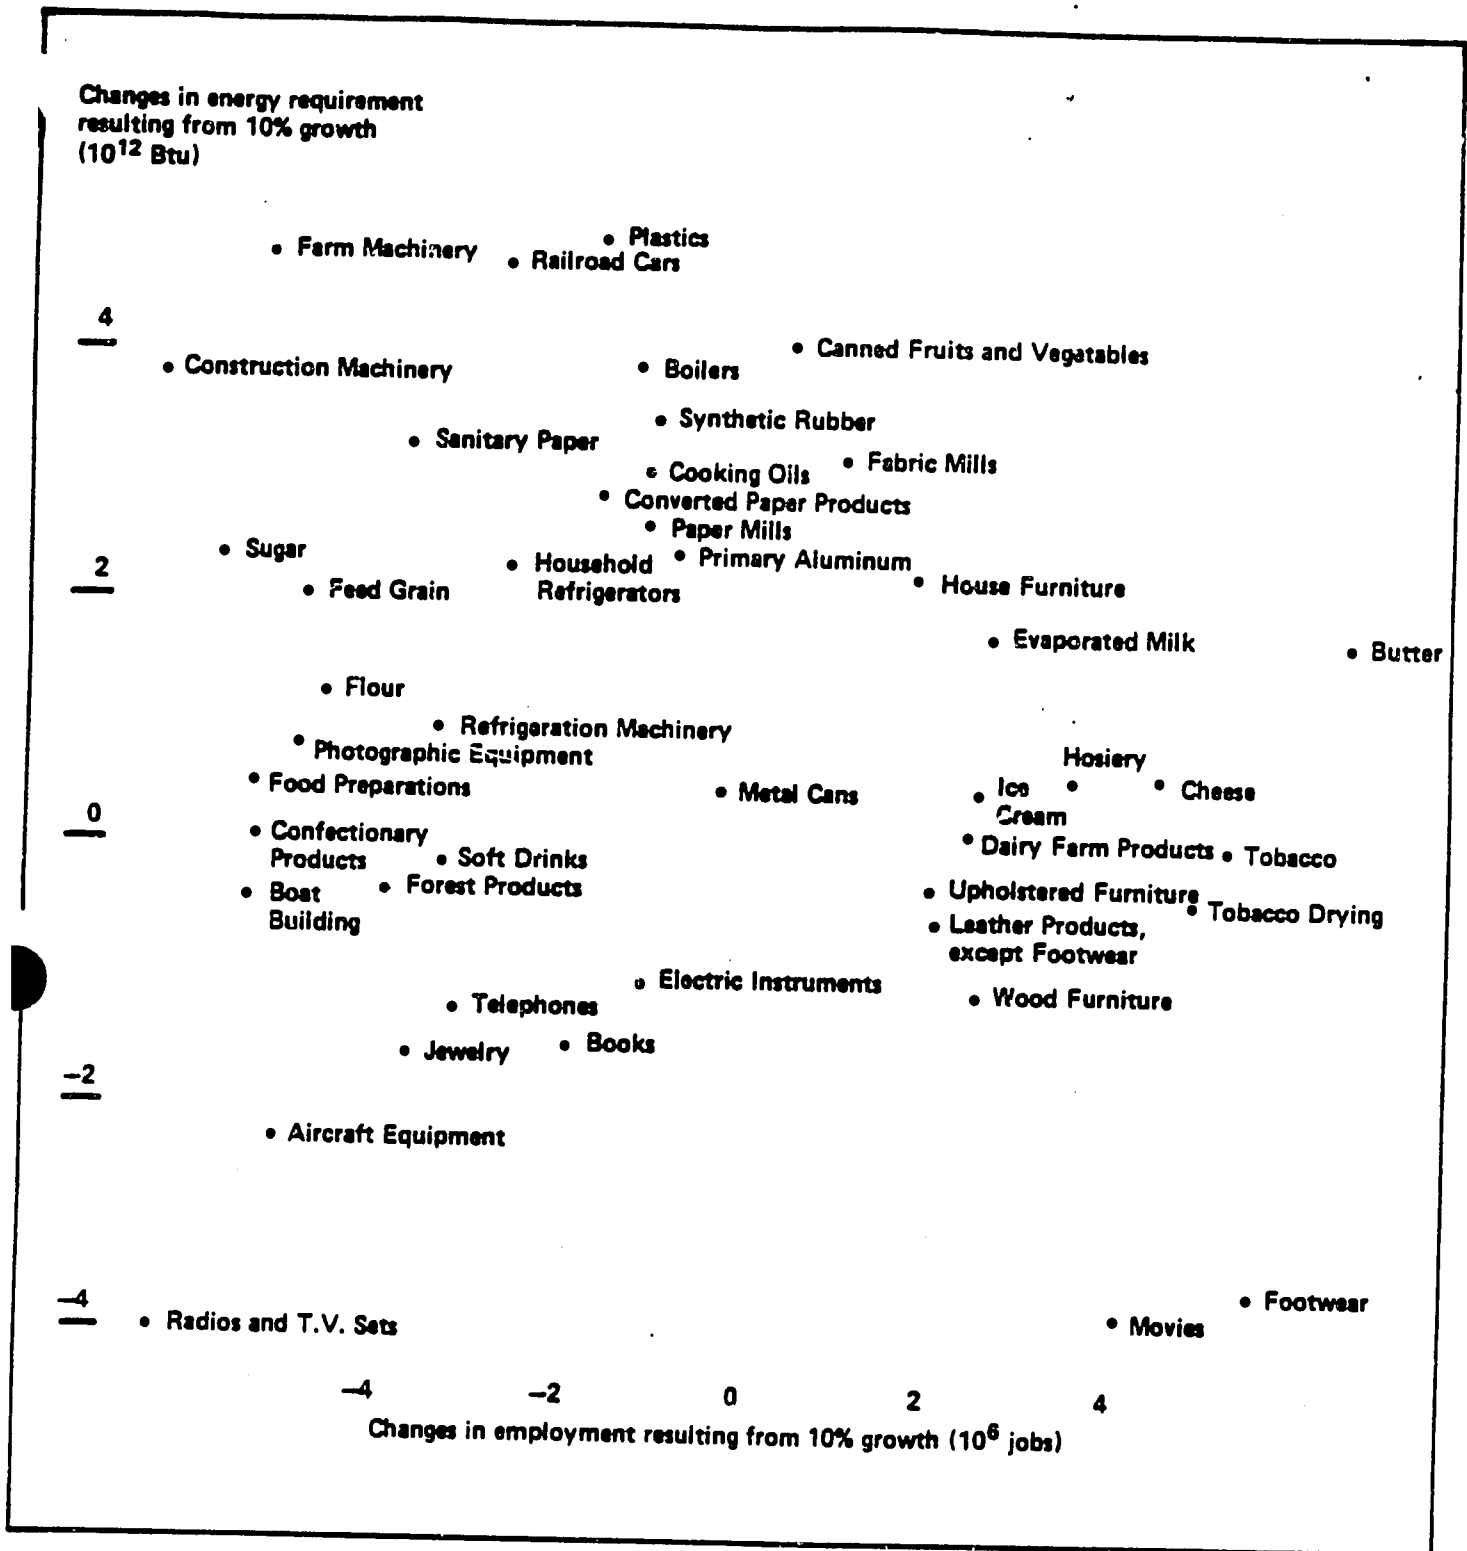 Changes in energy requirement
resulting from 10% growth
(10¹² Btu)
Plastics
Farm Machinery
Railroad Cars
4
Canned Fruits and Vegatables
Construction Machinery
Boilers
Synthetic Rubber
Sanitary Paper
Fabric Mills
Cooking Oils
Converted Paper Products
Paper Mills
Sugar
Household
Refrigerators
Primary Aluminum
2
Feed Grain
House Furniture
Evaporated Milk
Butter
Flour
Refrigeration Machinery
Photographic Equipment
Hosiery
Food Preparations
Metal Cans
Ice
Cream
Cheese
0
Confectionary
Products
Soft Drinks
Dairy Farm Products
Tobacco
Boat
Building
Forest Products
Upholstered Furniture
Tobacco Drying
Leather Products,
except Footwear
Electric Instruments
Telephones
Wood Furniture
Jewelry
Books
−2
Aircraft Equipment
−4
Radios and T.V. Sets
Footwear
Movies
−4 −2 0 2 4
Changes in employment resulting from 10% growth (10⁶ jobs)